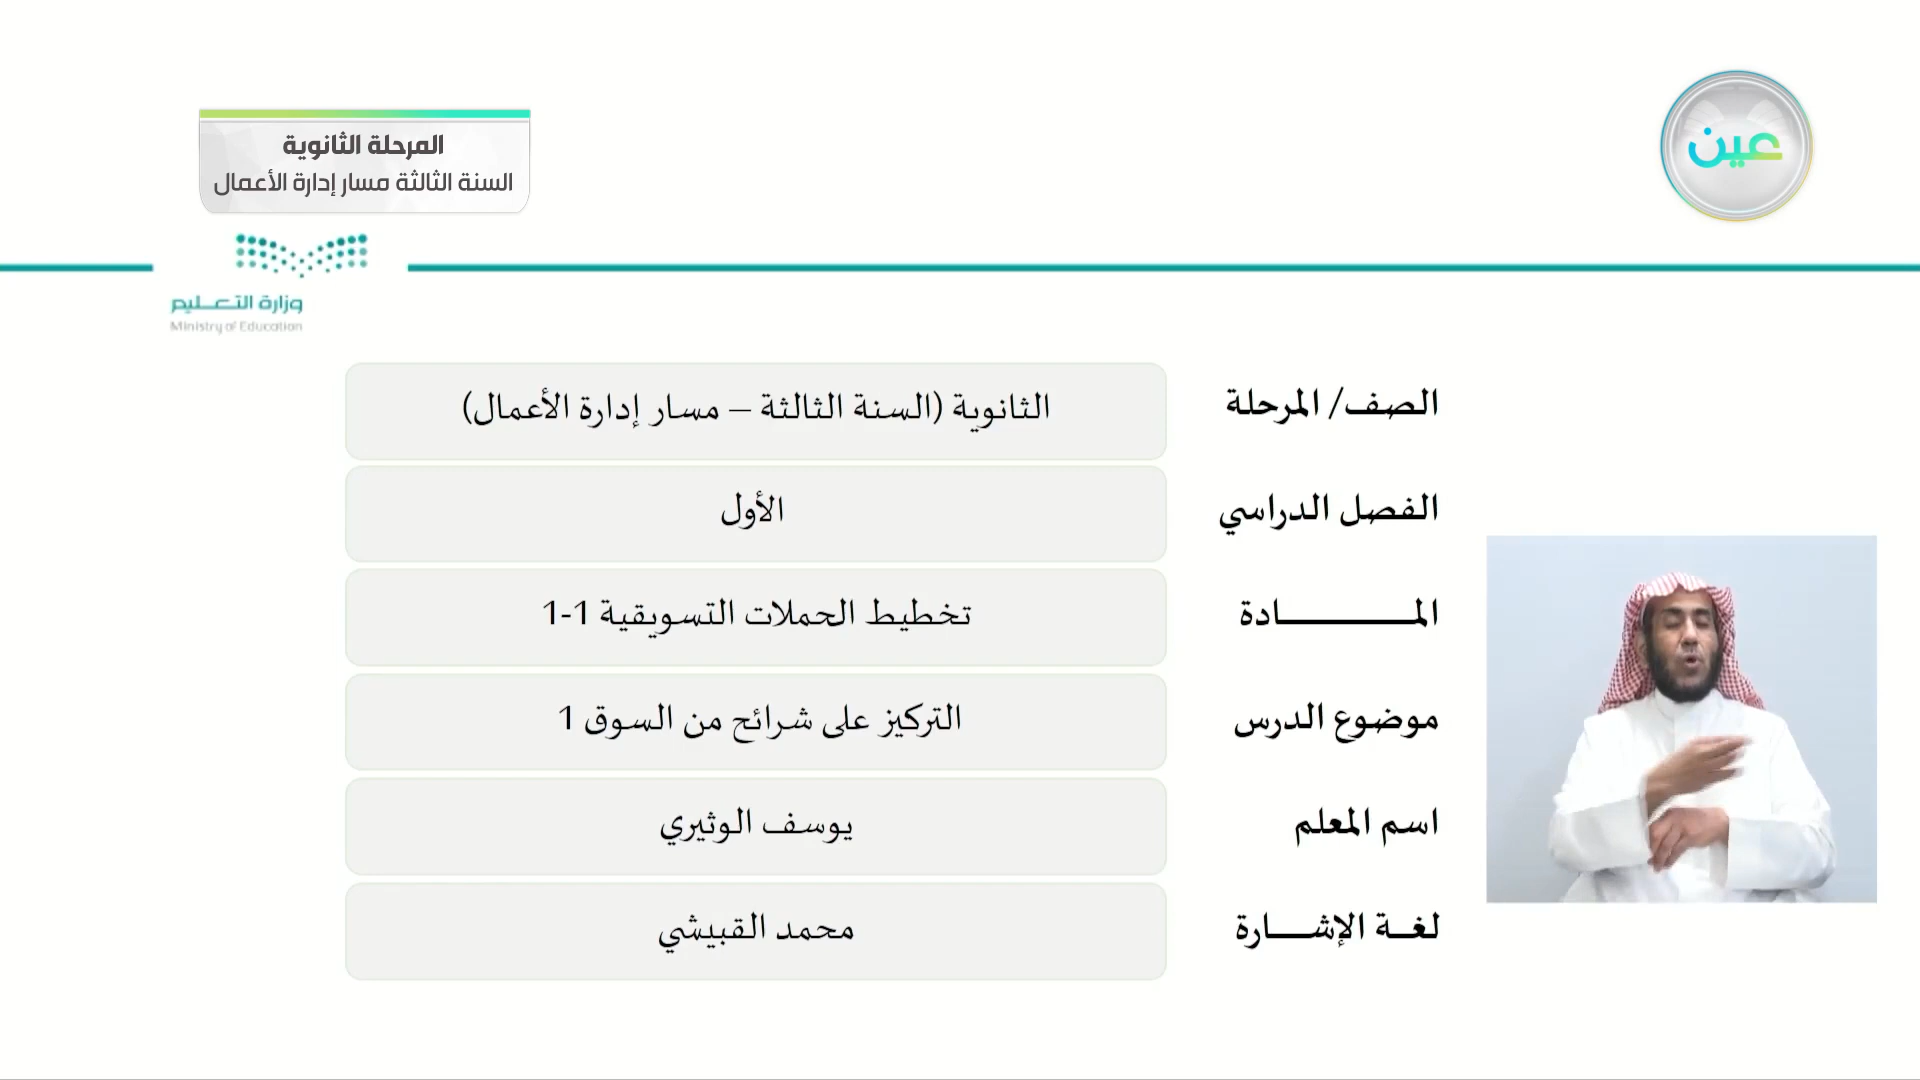 المرحلة الثانوية
السنة الثالثة مسار إدارة الأعمال
عين
وزارة التعليم
Ministry of Education
الصف/ المرحلة
الثانوية (السنة الثالثة – مسار إدارة الأعمال)
الفصل الدراسي
الأول
المـــــــــــادة
تخطيط الحملات التسويقية 1-1
موضوع الدرس
التركيز على شرائح من السوق 1
اسم المعلم
يوسف الوثيري
لغـة الإشـــارة
محمد القبيشي